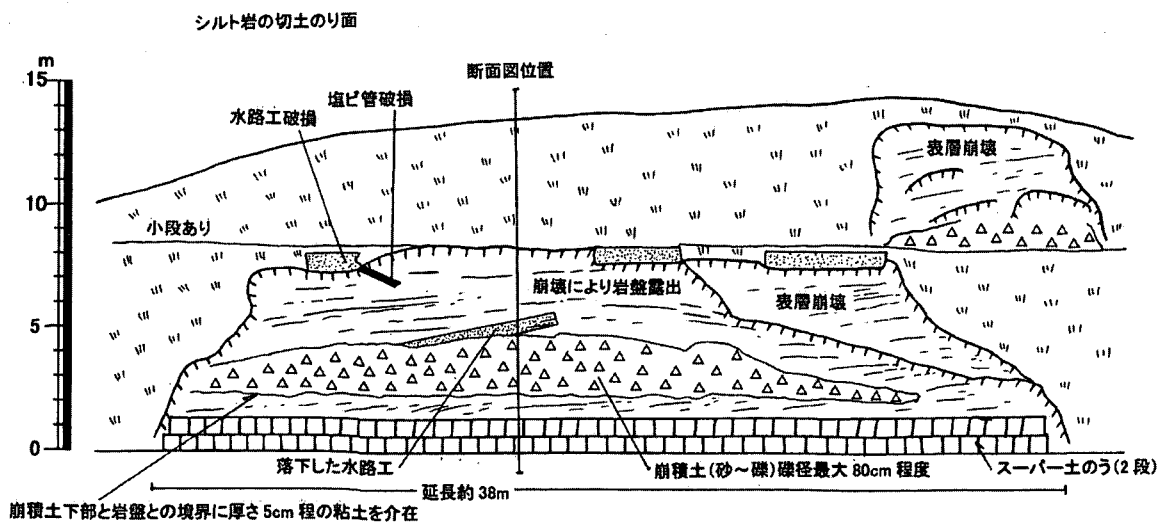 シルト岩の切土のり面
m
15
10
5
0
断面図位置
塩ビ管破損
水路工破損
表層崩壊
小段あり
崩壊により岩盤露出
表層崩壊
落下した水路工
崩積土(砂～礫)礫径最大 80cm 程度
スーパー土のう(2段)
延長約 38m
崩積土下部と岩盤との境界に厚さ 5cm 程の粘土を介在